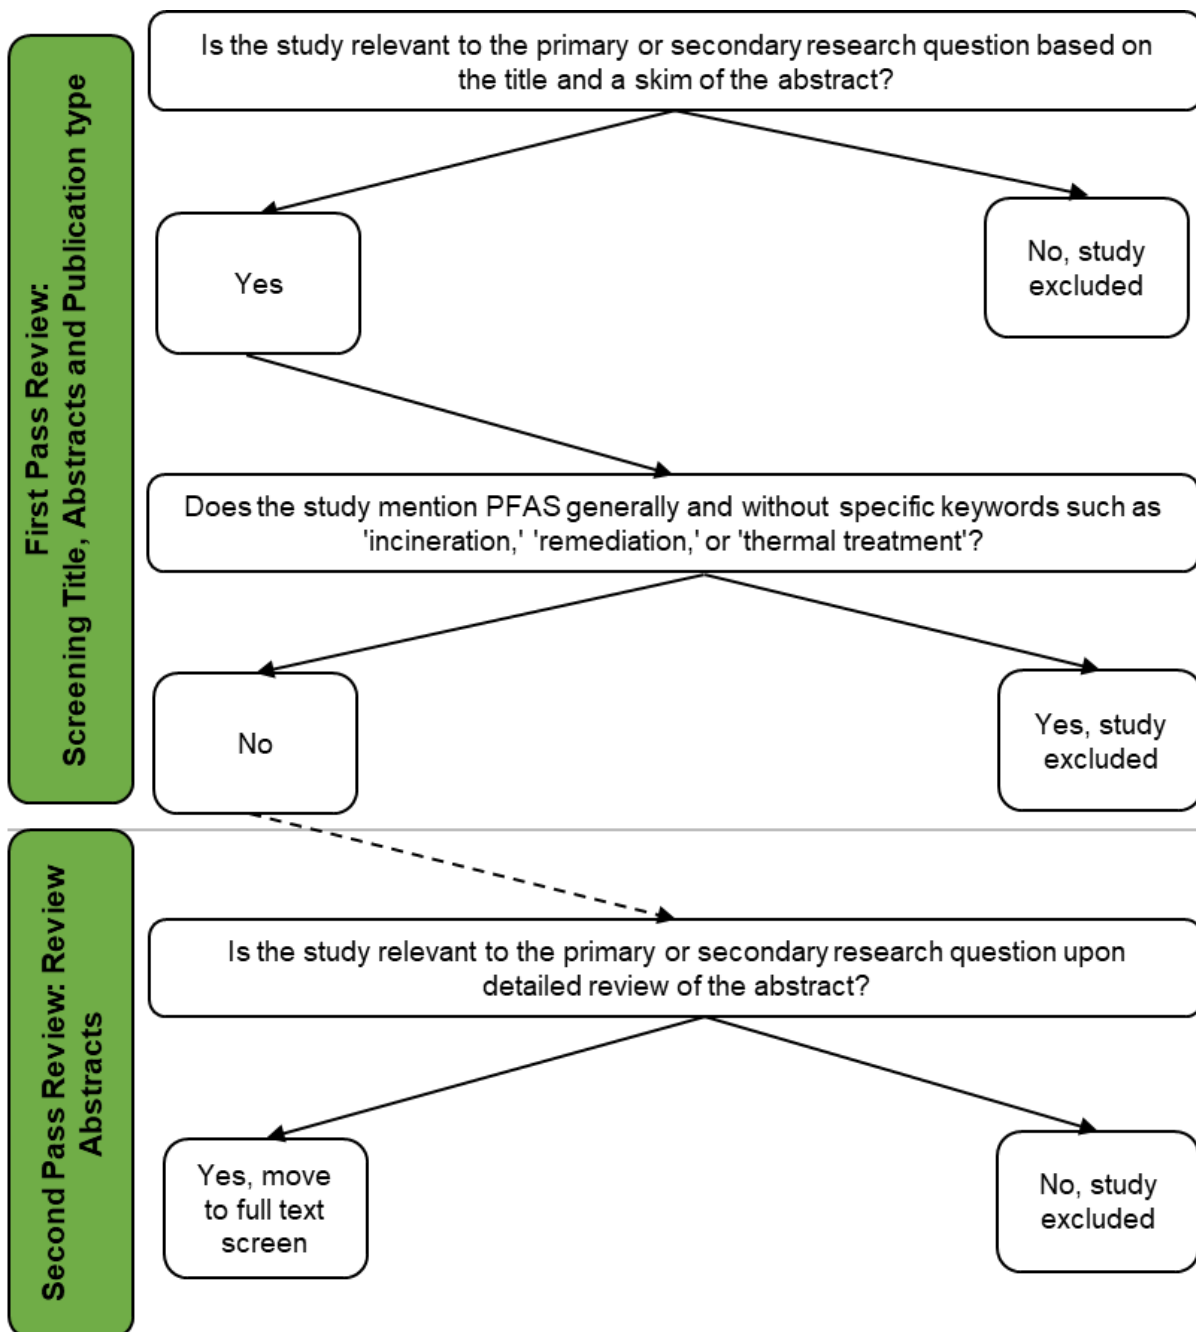 First Pass Review:
Screening Title, Abstracts and Publication type
Is the study relevant to the primary or secondary research question based on
the title and a skim of the abstract?
Yes
No, study
excluded
Does the study mention PFAS generally and without specific keywords such as
'incineration,' 'remediation,' or 'thermal treatment'?
No
Yes, study
excluded
Second Pass Review: Review
Abstracts
Is the study relevant to the primary or secondary research question upon
detailed review of the abstract?
Yes, move
to full text
screen
No, study
excluded